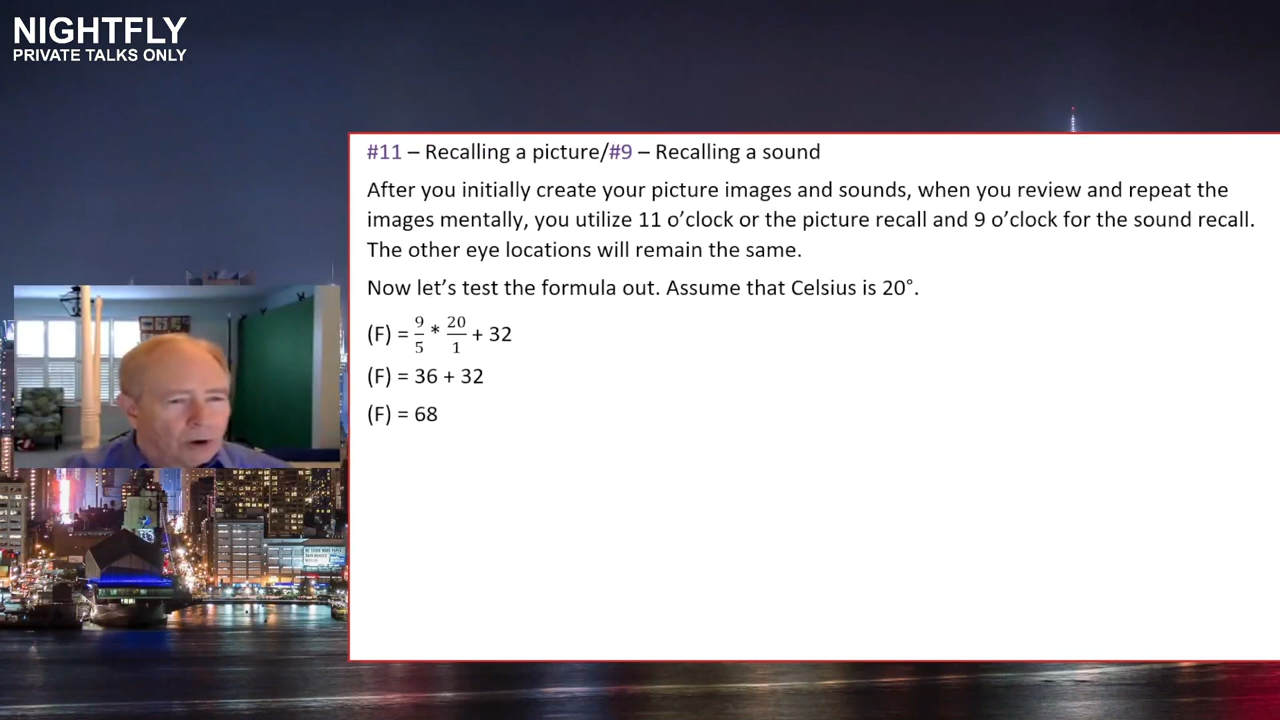 NIGHTFLY
PRIVATE TALKS ONLY
#11 – Recalling a picture/#9 – Recalling a sound
After you initially create your picture images and sounds, when you review and repeat the
images mentally, you utilize 11 o’clock or the picture recall and 9 o’clock for the sound recall.
The other eye locations will remain the same.
Now let’s test the formula out. Assume that Celsius is 20°.
(F) = 9/5 * 20/1 + 32
(F) = 36 + 32
(F) = 68